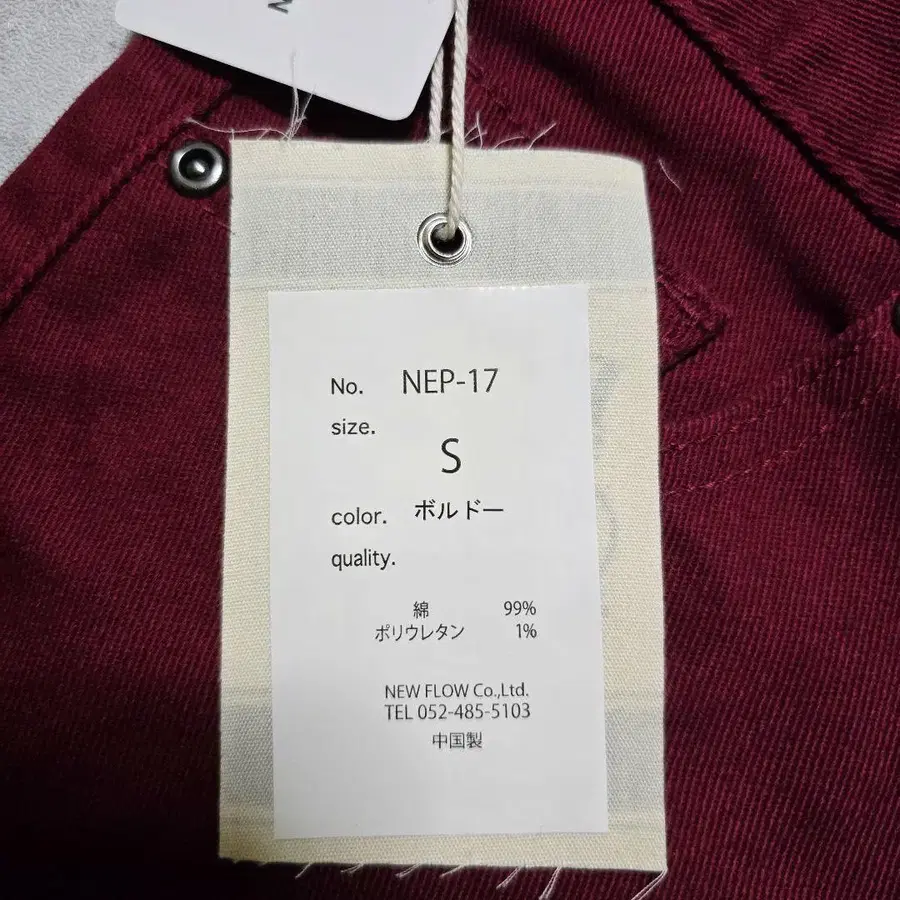 W
No. NEP-17
size.
S
color. ボルドー
quality.
綿 99%
ポリウレタン 1%
NEW FLOW Co.,Ltd.
TEL 052-485-5103
中国製